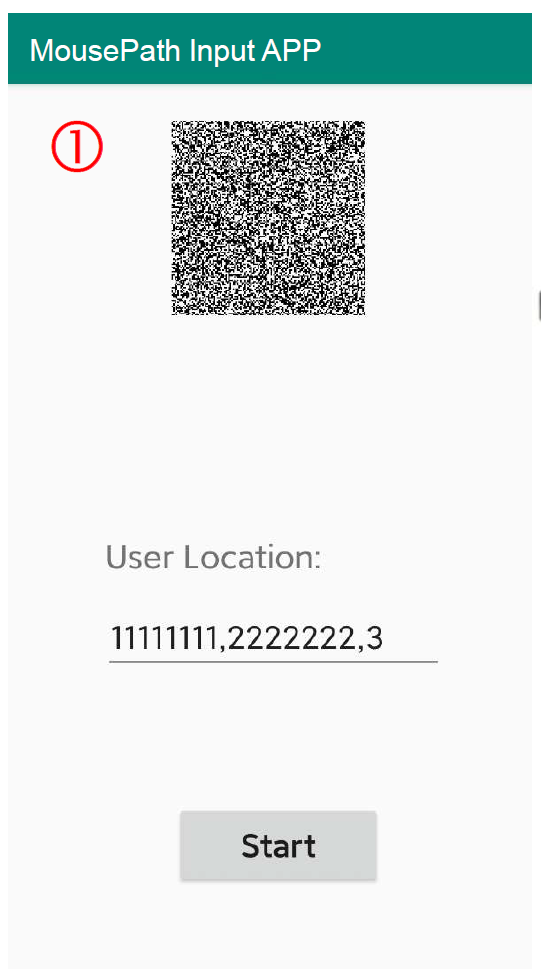 MousePath Input APP
①
User Location:
11111111,2222222,3
Start